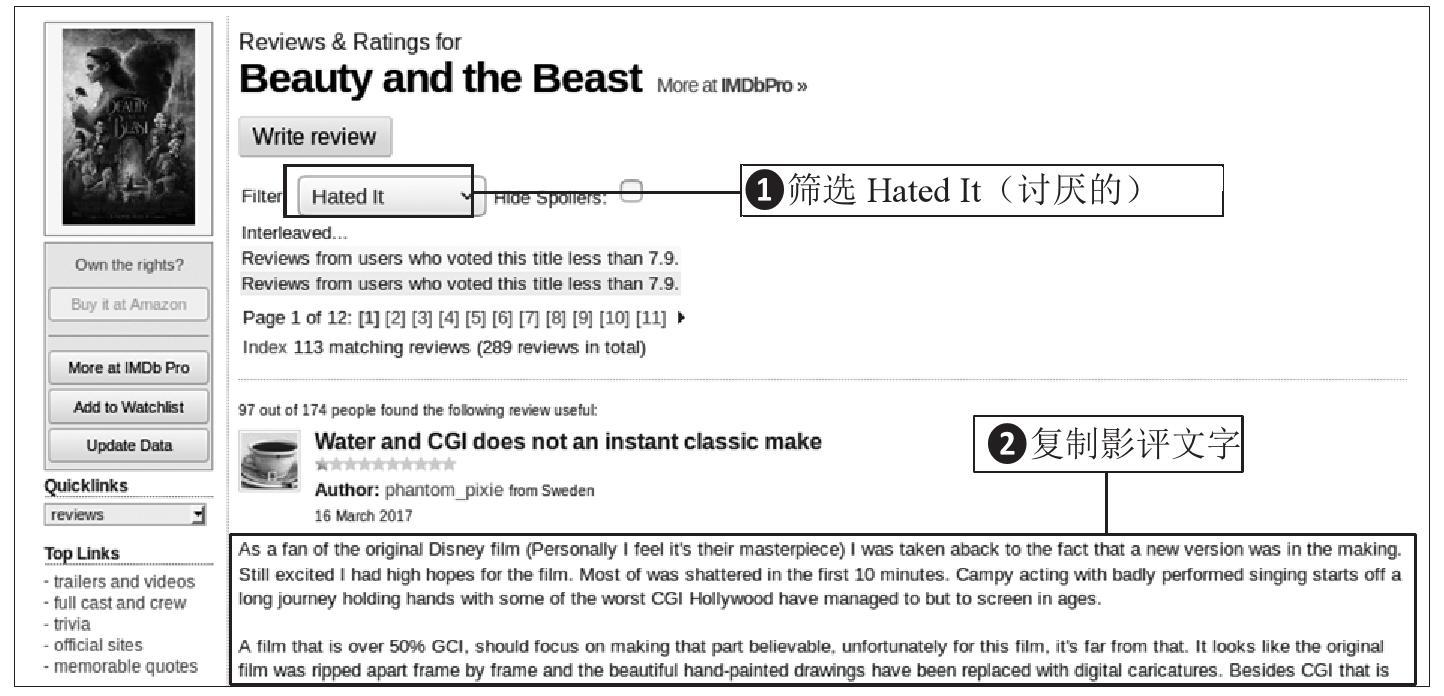 BEAUTY
BEAST
Own the rights?
Buy it at Amazon
More at IMDb Pro
Add to Watchlist
Update Data
Quicklinks
reviews
Top Links
- trailers and videos
- full cast and crew
- trivia
- official sites
- memorable quotes
Reviews & Ratings for
Beauty and the Beast More at IMDbPro »
Write review
Filter Hated It Hide Spoilers:
❶筛选 Hated It（讨厌的）
Interleaved...
Reviews from users who voted this title less than 7.9.
Reviews from users who voted this title less than 7.9.
Page 1 of 12: [1] [2] [3] [4] [5] [6] [7] [8] [9] [10] [11]
Index 113 matching reviews (289 reviews in total)
97 out of 174 people found the following review useful:
Water and CGI does not an instant classic make
Author: phantom_pixie from Sweden
16 March 2017
❷复制影评文字
As a fan of the original Disney film (Personally I feel it's their masterpiece) I was taken aback to the fact that a new version was in the making.
Still excited I had high hopes for the film. Most of was shattered in the first 10 minutes. Campy acting with badly performed singing starts off a
long journey holding hands with some of the worst CGI Hollywood have managed to but to screen in ages.
A film that is over 50% GCI, should focus on making that part believable, unfortunately for this film, it's far from that. It looks like the original
film was ripped apart frame by frame and the beautiful hand-painted drawings have been replaced with digital caricatures. Besides CGI that is